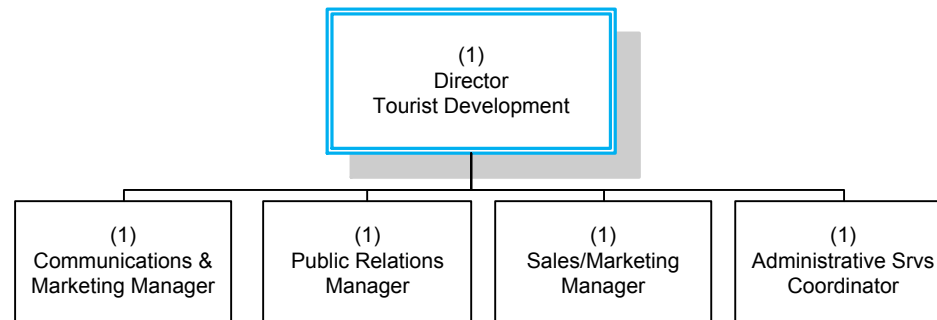 (1)
Director
Tourist Development
(1)
Communications &
Marketing Manager
(1)
Public Relations
Manager
(1)
Sales/Marketing
Manager
(1)
Administrative Srvs
Coordinator